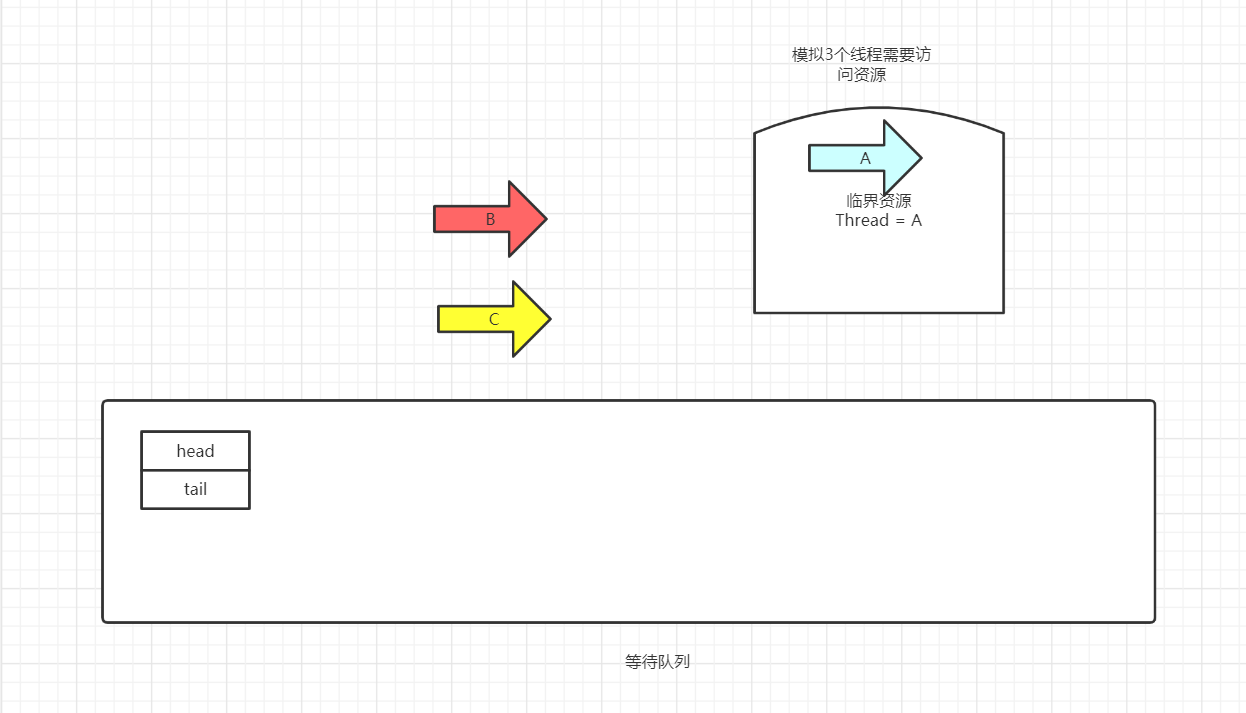 模拟3个线程需要访
问资源
A
临界资源
Thread = A
B
C
head
tail
等待队列